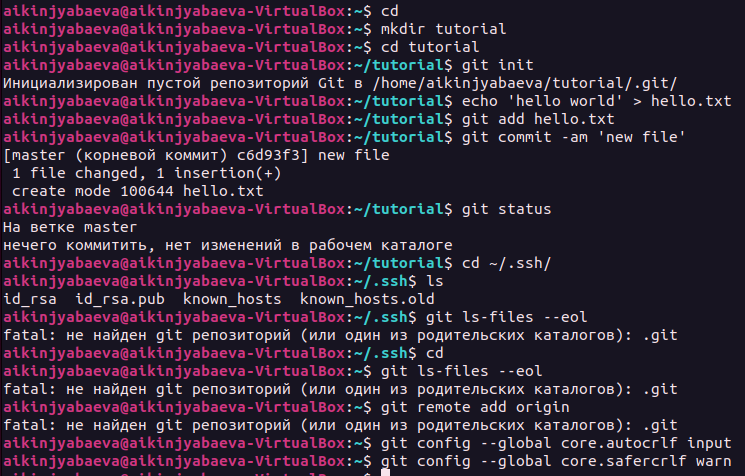 aikinjyabaeva@aikinjyabaeva-VirtualBox:~$ cd
aikinjyabaeva@aikinjyabaeva-VirtualBox:~$ mkdir tutorial
aikinjyabaeva@aikinjyabaeva-VirtualBox:~$ cd tutorial
aikinjyabaeva@aikinjyabaeva-VirtualBox:~/tutorial$ git init
Инициализирован пустой репозиторий Git в /home/aikinjyabaeva/tutorial/.git/
aikinjyabaeva@aikinjyabaeva-VirtualBox:~/tutorial$ echo 'hello world' > hello.txt
aikinjyabaeva@aikinjyabaeva-VirtualBox:~/tutorial$ git add hello.txt
aikinjyabaeva@aikinjyabaeva-VirtualBox:~/tutorial$ git commit -am 'new file'
[master (корневой коммит) c6d93f3] new file
 1 file changed, 1 insertion(+)
 create mode 100644 hello.txt
aikinjyabaeva@aikinjyabaeva-VirtualBox:~/tutorial$ git status
На ветке master
нечего коммитить, нет изменений в рабочем каталоге
aikinjyabaeva@aikinjyabaeva-VirtualBox:~/tutorial$ cd ~/.ssh/
aikinjyabaeva@aikinjyabaeva-VirtualBox:~/.ssh$ ls
id_rsa  id_rsa.pub  known_hosts  known_hosts.old
aikinjyabaeva@aikinjyabaeva-VirtualBox:~/.ssh$ git ls-files --eol
fatal: не найден git репозиторий (или один из родительских каталогов): .git
aikinjyabaeva@aikinjyabaeva-VirtualBox:~/.ssh$ cd
aikinjyabaeva@aikinjyabaeva-VirtualBox:~$ git ls-files --eol
fatal: не найден git репозиторий (или один из родительских каталогов): .git
aikinjyabaeva@aikinjyabaeva-VirtualBox:~$ git remote add origin
fatal: не найден git репозиторий (или один из родительских каталогов): .git
aikinjyabaeva@aikinjyabaeva-VirtualBox:~$ git config --global core.autocrlf input
aikinjyabaeva@aikinjyabaeva-VirtualBox:~$ git config --global core.safercrlf warn